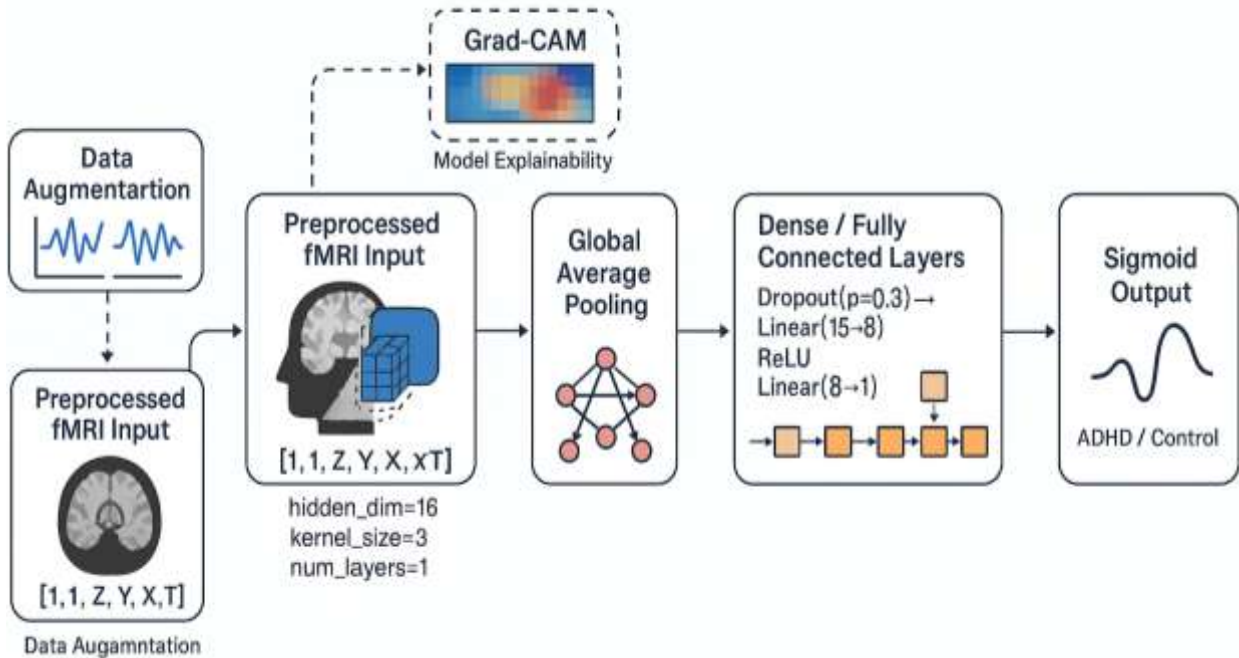 Grad-CAM
Model Explainability
Data
Augmentartion
Preprocessed
fMRI Input
[1,1, Z, Y, X,T]
Data Augamntation
Preprocessed
fMRI Input
[1,1, Z, Y, X, xT]
hidden_dim=16
kernel_size=3
num_layers=1
Global
Average
Pooling
Dense / Fully
Connected Layers
Dropout(p=0.3)→
Linear(15→8)
ReLU
Linear(8→1)
Sigmoid
Output
ADHD / Control